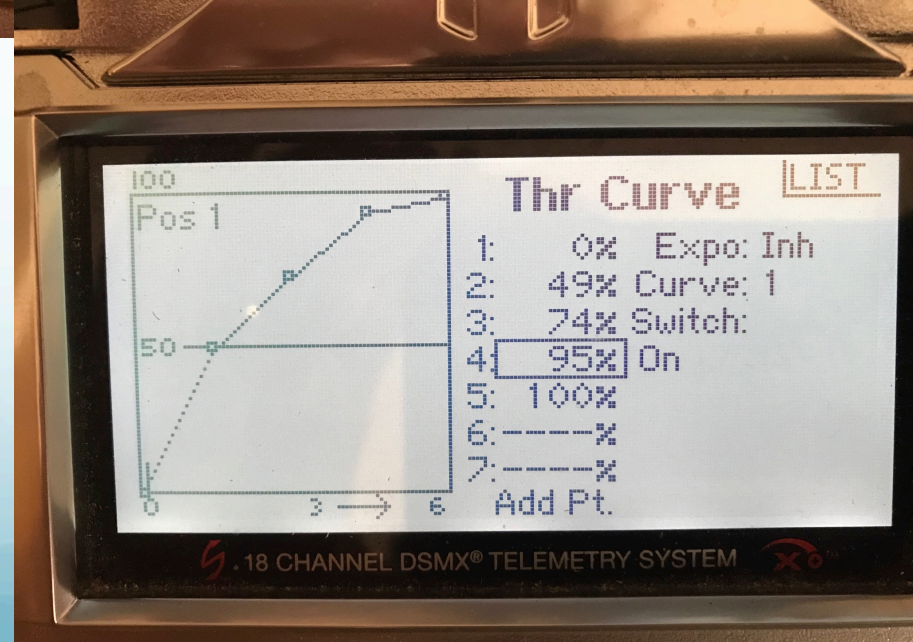 100
Thr Curve
LIST
Pos 1
1: 0% Expo: Inh
2: 49% Curve: 1
3: 74% Switch:
50
4: 95% On
5: 100%
6: -----%
7: -----%
0 3 → 6
Add Pt.
18 CHANNEL DSMX® TELEMETRY SYSTEM